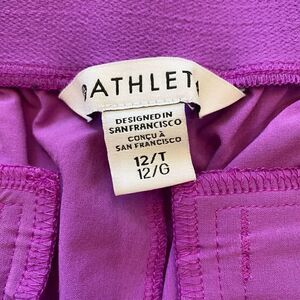 ATHLET
DESIGNED IN
SAN FRANCISCO
CONÇU À
SAN FRANCISCO
12/T
12/G